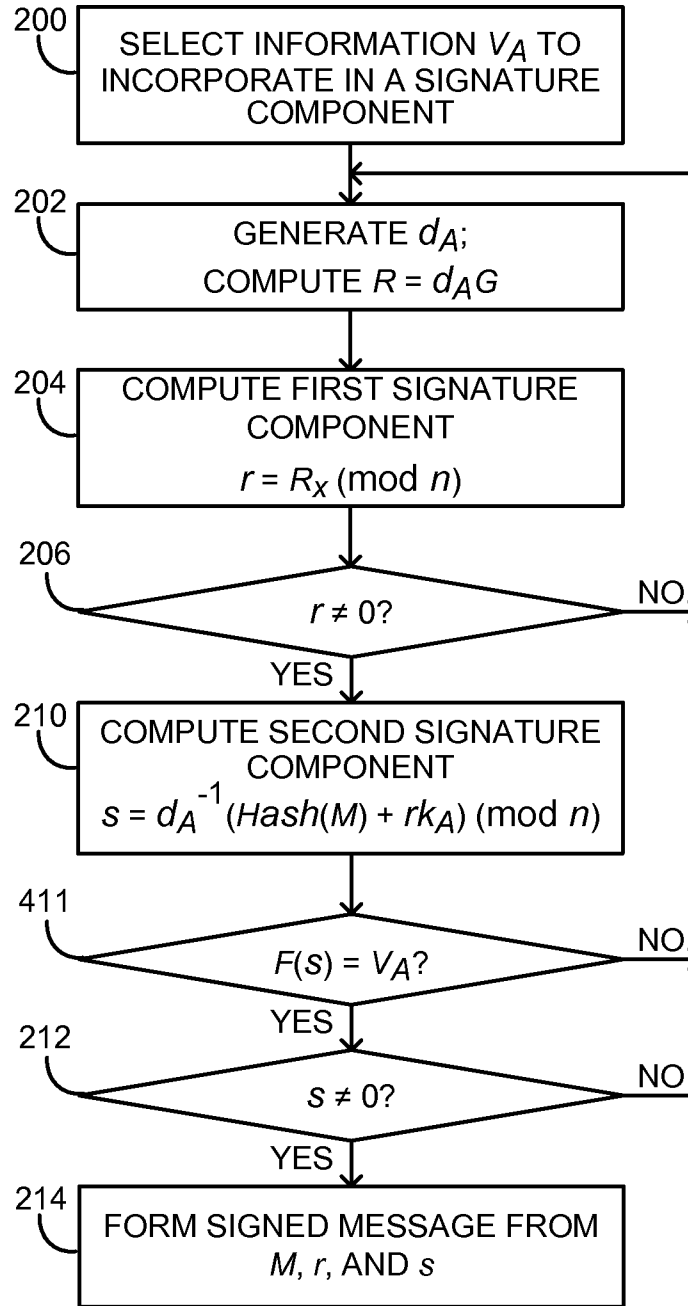 200
SELECT INFORMATION V_A TO
INCORPORATE IN A SIGNATURE
COMPONENT
202
GENERATE d_A;
COMPUTE R = d_AG
204
COMPUTE FIRST SIGNATURE
COMPONENT
r = R_x (mod n)
206
r ≠ 0?
NO
YES
210
COMPUTE SECOND SIGNATURE
COMPONENT
s = d_A^-1(Hash(M) + rk_A) (mod n)
411
F(s) = V_A?
NO
YES
212
s ≠ 0?
NO
YES
214
FORM SIGNED MESSAGE FROM
M, r, AND s